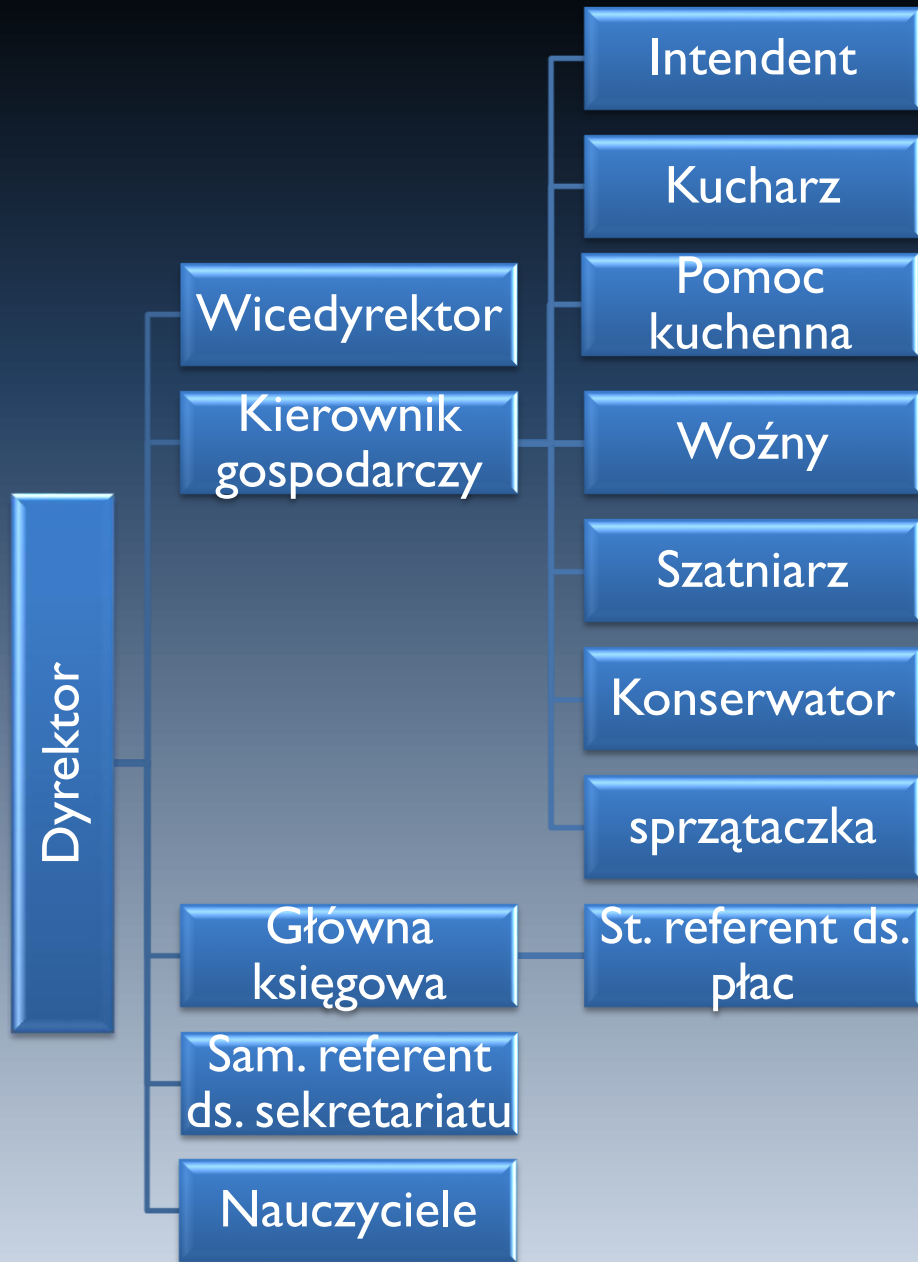 Dyrektor
Wicedyrektor
Kierownik
gospodarczy
Intendent
Kucharz
Pomoc
kuchenna
Woźny
Szatniarz
Konserwator
sprzątaczka
Główna
księgowa
St. referent ds.
płac
Sam. referent
ds. sekretariatu
Nauczyciele